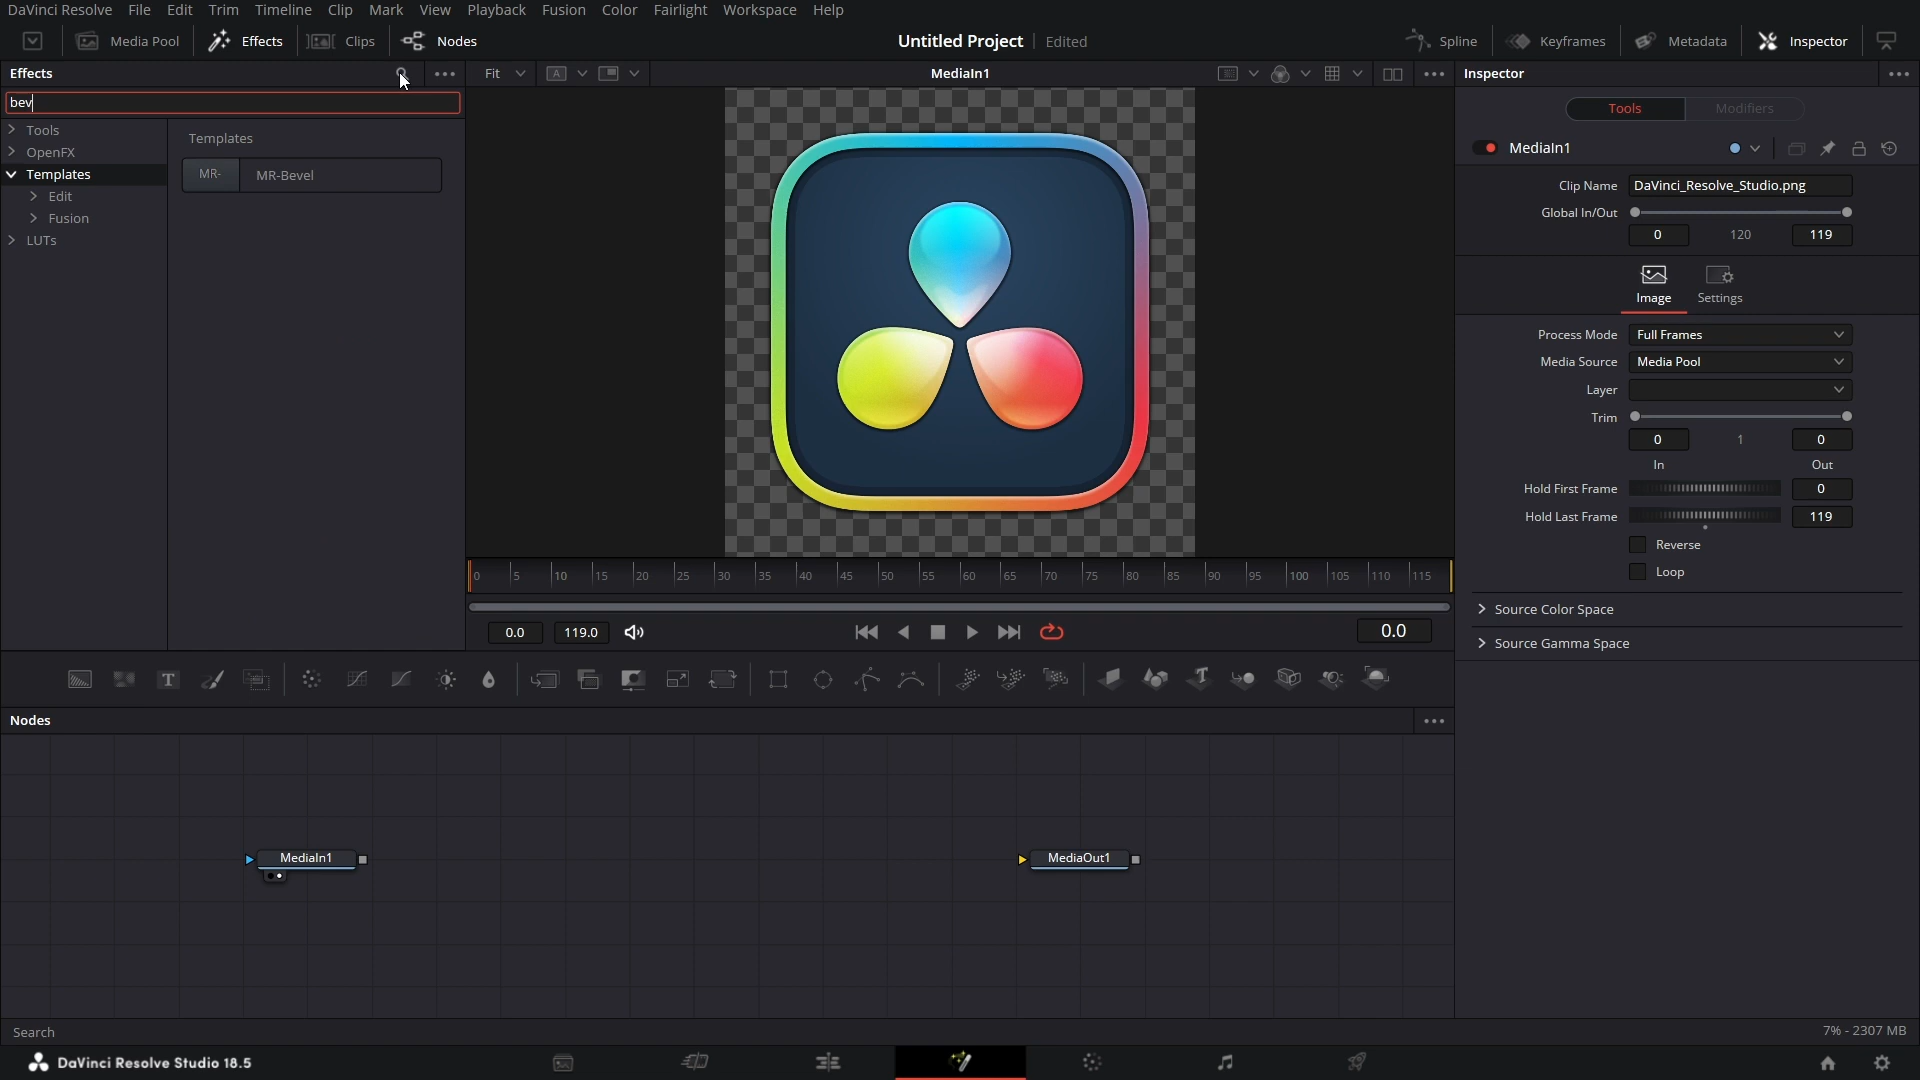 DaVinci Resolve File Edit Trim Timeline Clip Mark View Playback Fusion Color Fairlight Workspace Help
Media Pool Effects Clips Nodes Untitled Project Edited Spline Keyframes Metadata Inspector
Effects Fit A MediaIn1 Inspector
bev
Tools Modifiers
Tools
OpenFX
Templates
Edit
Fusion
LUTs
Templates
MR- MR-Bevel
MediaIn1
Clip Name DaVinci_Resolve_Studio.png
Global In/Out
0 120 119
Image Settings
Process Mode Full Frames
Media Source Media Pool
Layer
Trim
0 1 0
In Out
Hold First Frame 0
Hold Last Frame 119
Reverse
Loop
Source Color Space
Source Gamma Space
0 5 10 15 20 25 30 35 40 45 50 55 60 65 70 75 80 85 90 95 100 105 110 115
0.0 119.0 0.0
T T
Nodes
MediaIn1 MediaOut1
Search 7% - 2307 MB
DaVinci Resolve Studio 18.5